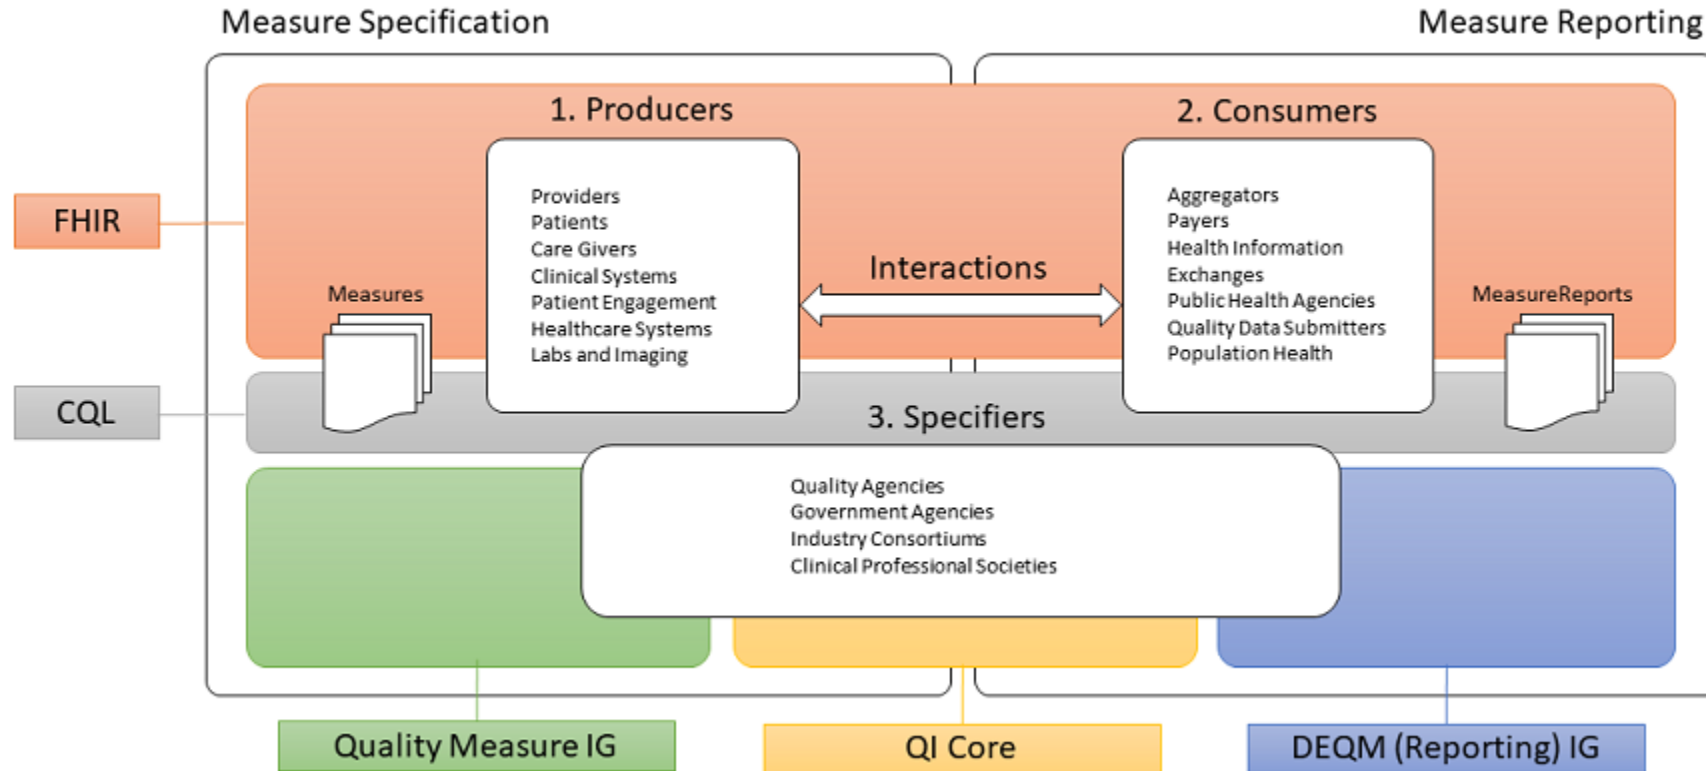 Measure Specification
Measure Reporting
1. Producers
2. Consumers
Providers
Patients
Care Givers
Clinical Systems
Patient Engagement
Healthcare Systems
Labs and Imaging
Aggregators
Payers
Health Information
Exchanges
Public Health Agencies
Quality Data Submitters
Population Health
FHIR
Interactions
Measures
MeasureReports
CQL
3. Specifiers
Quality Agencies
Government Agencies
Industry Consortiums
Clinical Professional Societies
Quality Measure IG
QI Core
DEQM (Reporting) IG